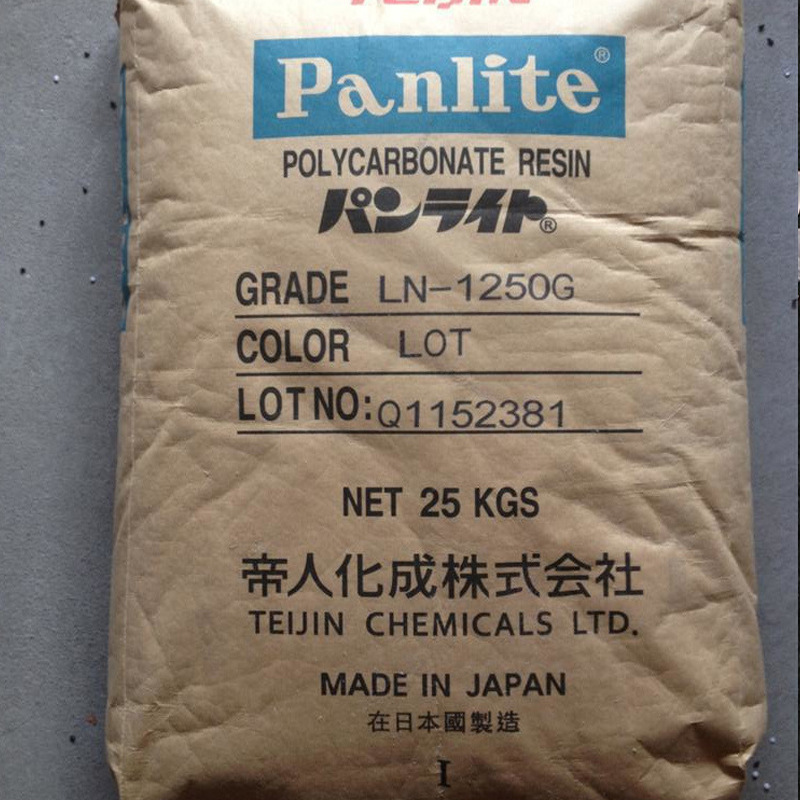 TEIJIN
Panlite®
POLYCARBONATE RESIN
パンライト®
GRADE LN-1250G
COLOR LOT
LOT NO: Q1152381
NET 25 KGS
帝人化成株式会社
TEIJIN CHEMICALS LTD.
MADE IN JAPAN
在日本國製造
I